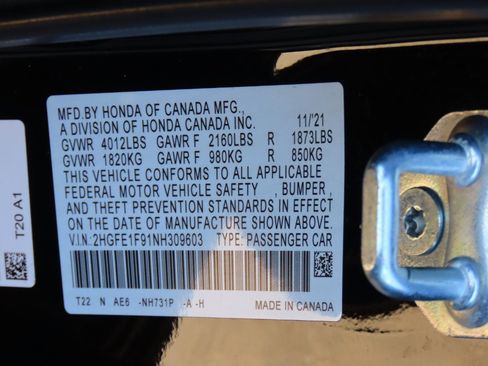 MFD.BY HONDA OF CANADA MFG.,
A DIVISION OF HONDA CANADA INC. 11/'21
GVWR 4012LBS GAWR F 2160LBS R 1873LBS
GVWR 1820KG GAWR F 980KG R 850KG
THIS VEHICLE CONFORMS TO ALL APPLICABLE
FEDERAL MOTOR VEHICLE SAFETY , BUMPER ,
AND THEFT PREVENTION STANDARDS IN EFFECT
ON THE DATE OF MANUFACTURE SHOWN ABOVE.
V.I.N:2HGFE1F91NH309603 TYPE: PASSENGER CAR
T22 N AE6 -NH731P -A -H MADE IN CANADA
T20 A1